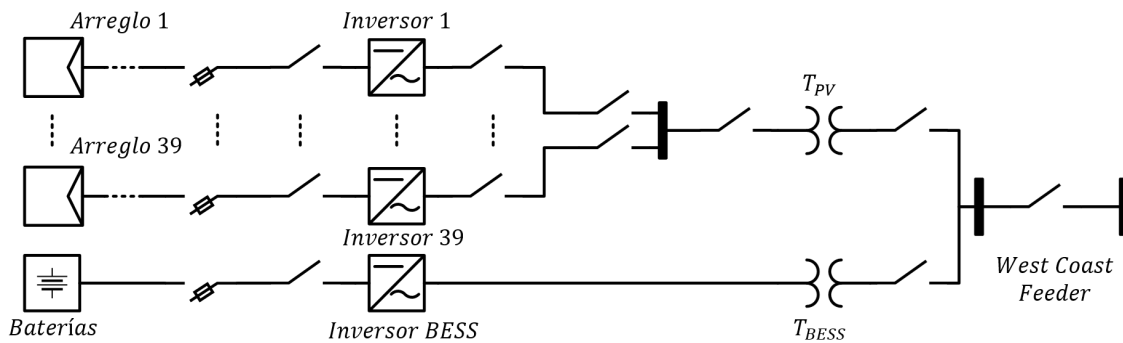 Arreglo 1
Inversor 1
T_PV
Arreglo 39
Inversor 39
West Coast
Feeder
Baterías
Inversor BESS
T_BESS